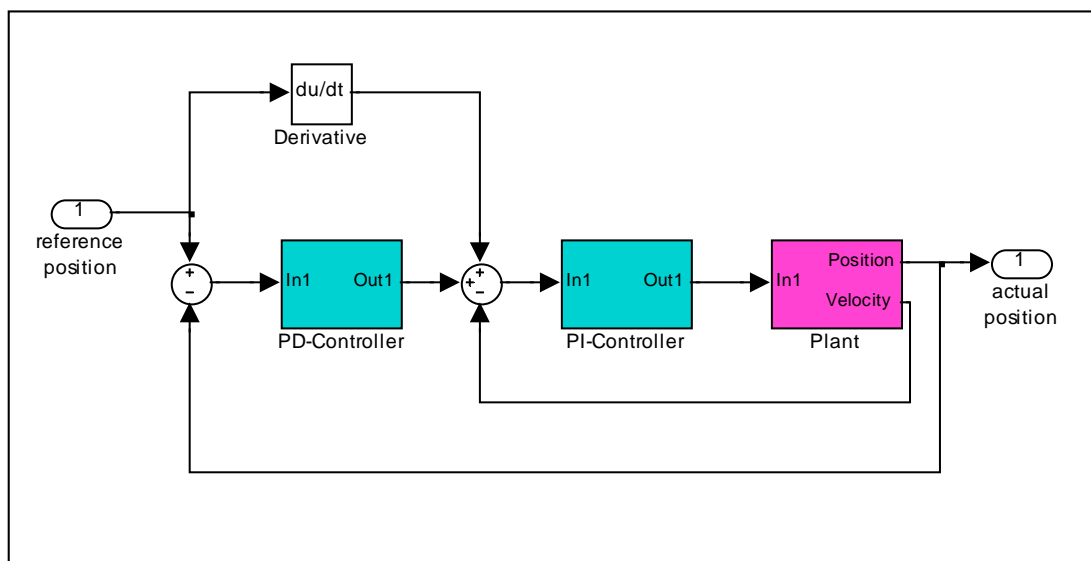 du/dt
Derivative
1
reference
position
+
−
In1
Out1
PD-Controller
+
+
−
In1
Out1
PI-Controller
In1
Position
Velocity
Plant
1
actual
position